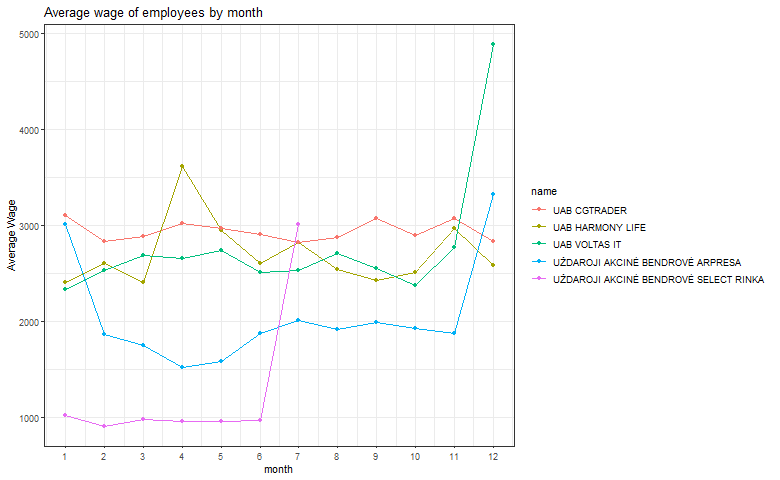 Average wage of employees by month
Average Wage
5000
4000
3000
2000
1000
1 2 3 4 5 6 7 8 9 10 11 12
month
name
UAB CGTRADER
UAB HARMONY LIFE
UAB VOLTAS IT
UŽDAROJI AKCINĖ BENDROVĖ ARPRESA
UŽDAROJI AKCINĖ BENDROVĖ SELECT RINKA